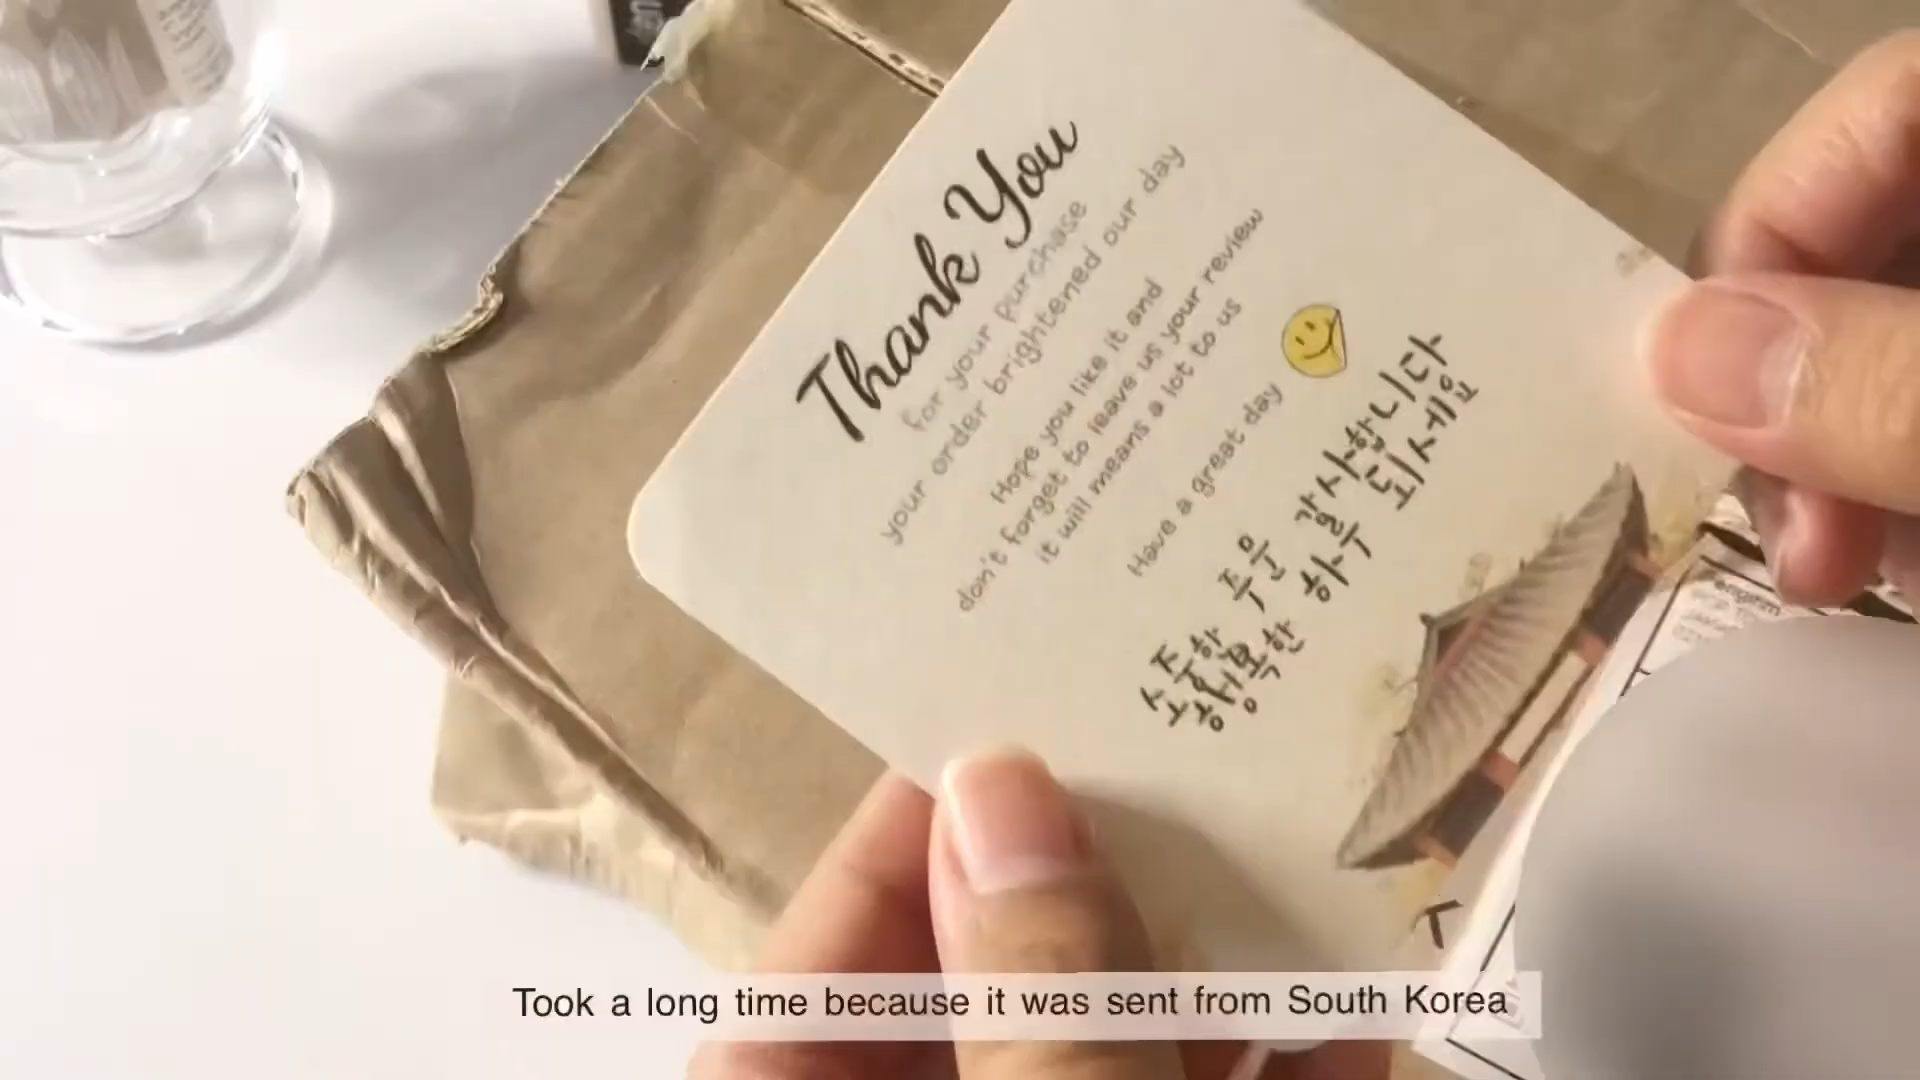 Thank You
for your purchase
your order brightened our day
Hope you like it and
don't forget to leave us your review
it will means a lot to us
Have a great day
소중한 주문 감사합니다
행복한 하루 되세요
Took a long time because it was sent from South Korea